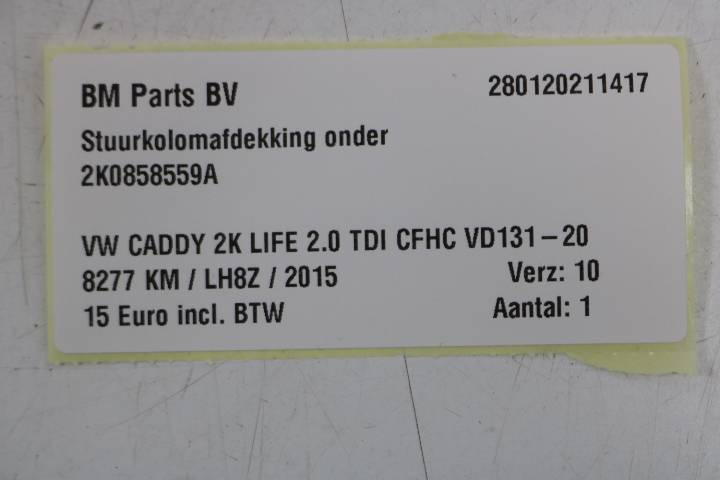 BM Parts BV 280120211417
Stuurkolomafdekking onder
2K0858559A
VW CADDY 2K LIFE 2.0 TDI CFHC VD131-20
8277 KM / LH8Z / 2015 Verz: 10
15 Euro incl. BTW Aantal: 1